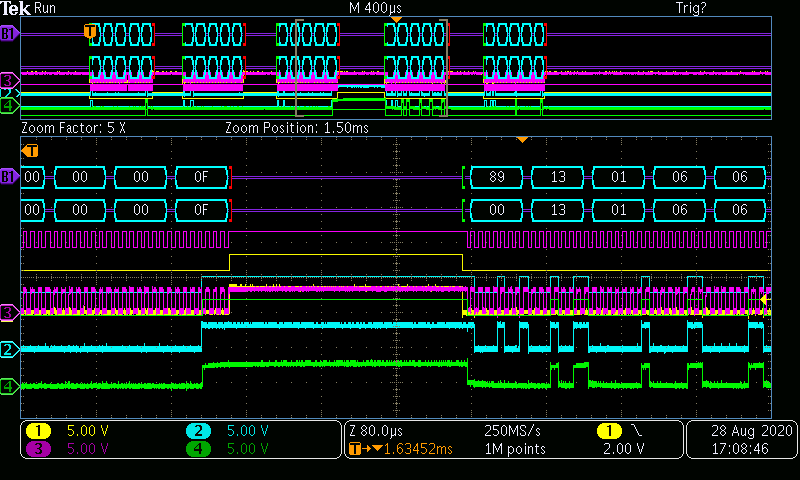 Tek Run M 400µs Trig?
B1
T
3
2
4
Zoom Factor: 5 X Zoom Position: 1.50ms
T
B1 00 00 00 0F 89 13 01 06 06
00 00 00 0F 00 13 01 06 06
3
2
4
1 5.00 V 2 5.00 V Z 80.0µs 250MS/s 1 \ 28 Aug 2020
3 5.00 V 4 5.00 V T→▼1.63452ms 1M points 2.00 V 17:08:46